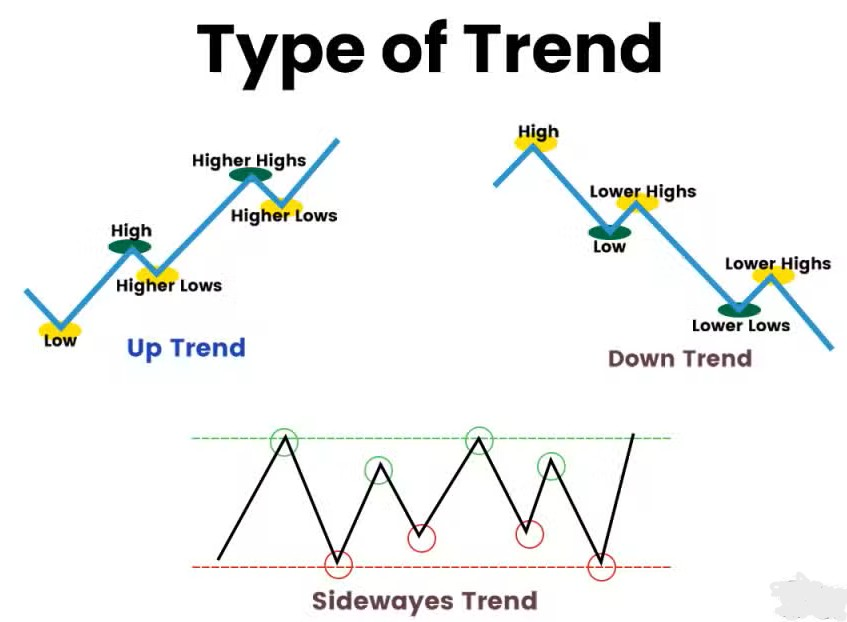 Type of Trend
Higher Highs
Higher Lows
High
Higher Lows
Low
Up Trend
High
Lower Highs
Low
Lower Highs
Lower Lows
Down Trend
Sidewayes Trend